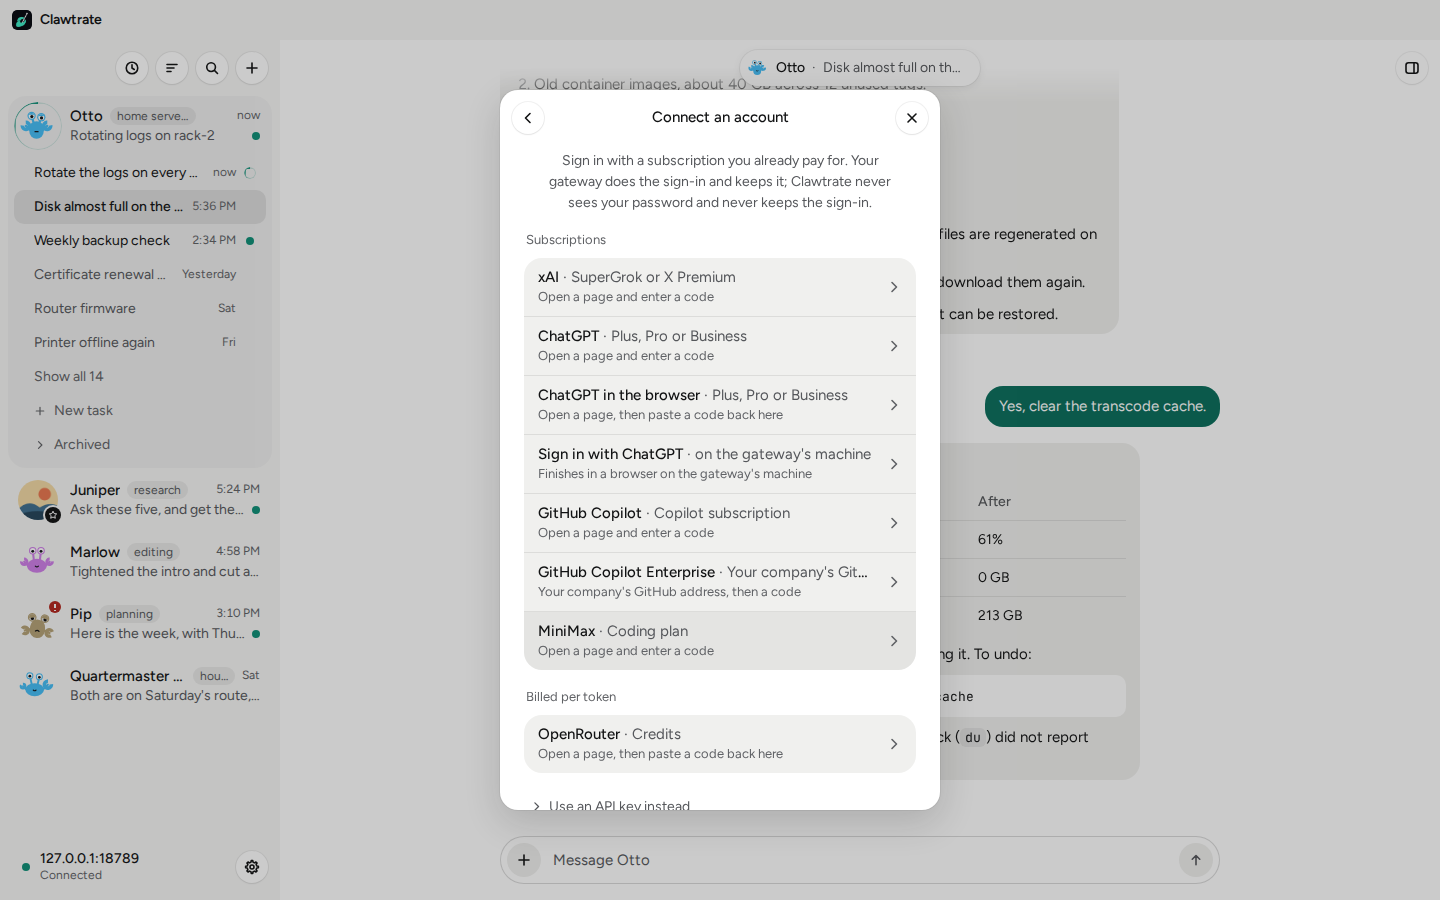 Clawtrate
Otto home serve... now
Rotating logs on rack-2
Rotate the logs on every ... now
Disk almost full on the ... 5:36 PM
Weekly backup check 2:34 PM
Certificate renewal ... Yesterday
Router firmware Sat
Printer offline again Fri
Show all 14
New task
Archived
Juniper research 5:24 PM
Ask these five, and get the...
Marlow editing 4:58 PM
Tightened the intro and cut a...
Pip planning 3:10 PM
Here is the week, with Thu...
Quartermaster ... hou... Sat
Both are on Saturday's route,...
127.0.0.1:18789
Connected
Otto · Disk almost full on th...
2. Old container images, about 40 GB across 12 unused tags.
files are regenerated on
download them again.
t can be restored.
Yes, clear the transcode cache.
After
61%
0 GB
213 GB
ng it. To undo:
cache
ck ( du ) did not report
Message Otto
Connect an account
Sign in with a subscription you already pay for. Your
gateway does the sign-in and keeps it; Clawtrate never
sees your password and never keeps the sign-in.
Subscriptions
xAI · SuperGrok or X Premium
Open a page and enter a code
ChatGPT · Plus, Pro or Business
Open a page and enter a code
ChatGPT in the browser · Plus, Pro or Business
Open a page, then paste a code back here
Sign in with ChatGPT · on the gateway's machine
Finishes in a browser on the gateway's machine
GitHub Copilot · Copilot subscription
Open a page and enter a code
GitHub Copilot Enterprise · Your company's Git...
Your company's GitHub address, then a code
MiniMax · Coding plan
Open a page and enter a code
Billed per token
OpenRouter · Credits
Open a page, then paste a code back here
Use an API key instead